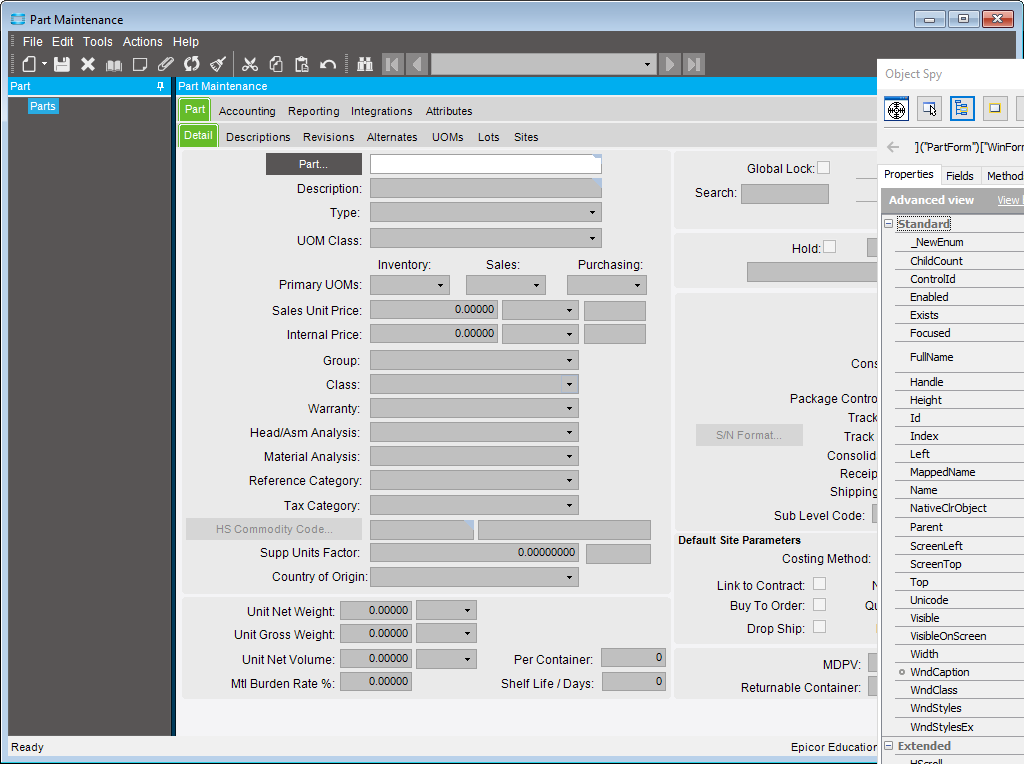 Part Maintenance
File Edit Tools Actions Help
Part
Part Maintenance
Parts
Part Accounting Reporting Integrations Attributes
Detail Descriptions Revisions Alternates UOMs Lots Sites
Part...
Description:
Type:
UOM Class:
Inventory: Sales: Purchasing:
Primary UOMs:
Sales Unit Price: 0.00000
Internal Price: 0.00000
Group:
Class:
Warranty:
Head/Asm Analysis:
Material Analysis:
Reference Category:
Tax Category:
HS Commodity Code...
Supp Units Factor: 0.00000000
Country of Origin:
Unit Net Weight: 0.00000
Unit Gross Weight: 0.00000
Unit Net Volume: 0.00000 Per Container: 0
Mtl Burden Rate %: 0.00000 Shelf Life / Days: 0
Global Lock:
Search:
Hold:
Cons
Package Contro
Track
S/N Format... Track
Consolid
Receip
Shipping
Sub Level Code:
Default Site Parameters
Costing Method:
Link to Contract: N
Buy To Order: Qu
Drop Ship:
MDPV:
Returnable Container:
Ready Epicor Education
Object Spy
]("PartForm")["WinForm
Properties Fields Method
Advanced view View
Standard
_NewEnum
ChildCount
ControlId
Enabled
Exists
Focused
FullName
Handle
Height
Id
Index
Left
MappedName
Name
NativeClrObject
Parent
ScreenLeft
ScreenTop
Top
Unicode
Visible
VisibleOnScreen
Width
WndCaption
WndClass
WndStyles
WndStylesEx
Extended
HScroll